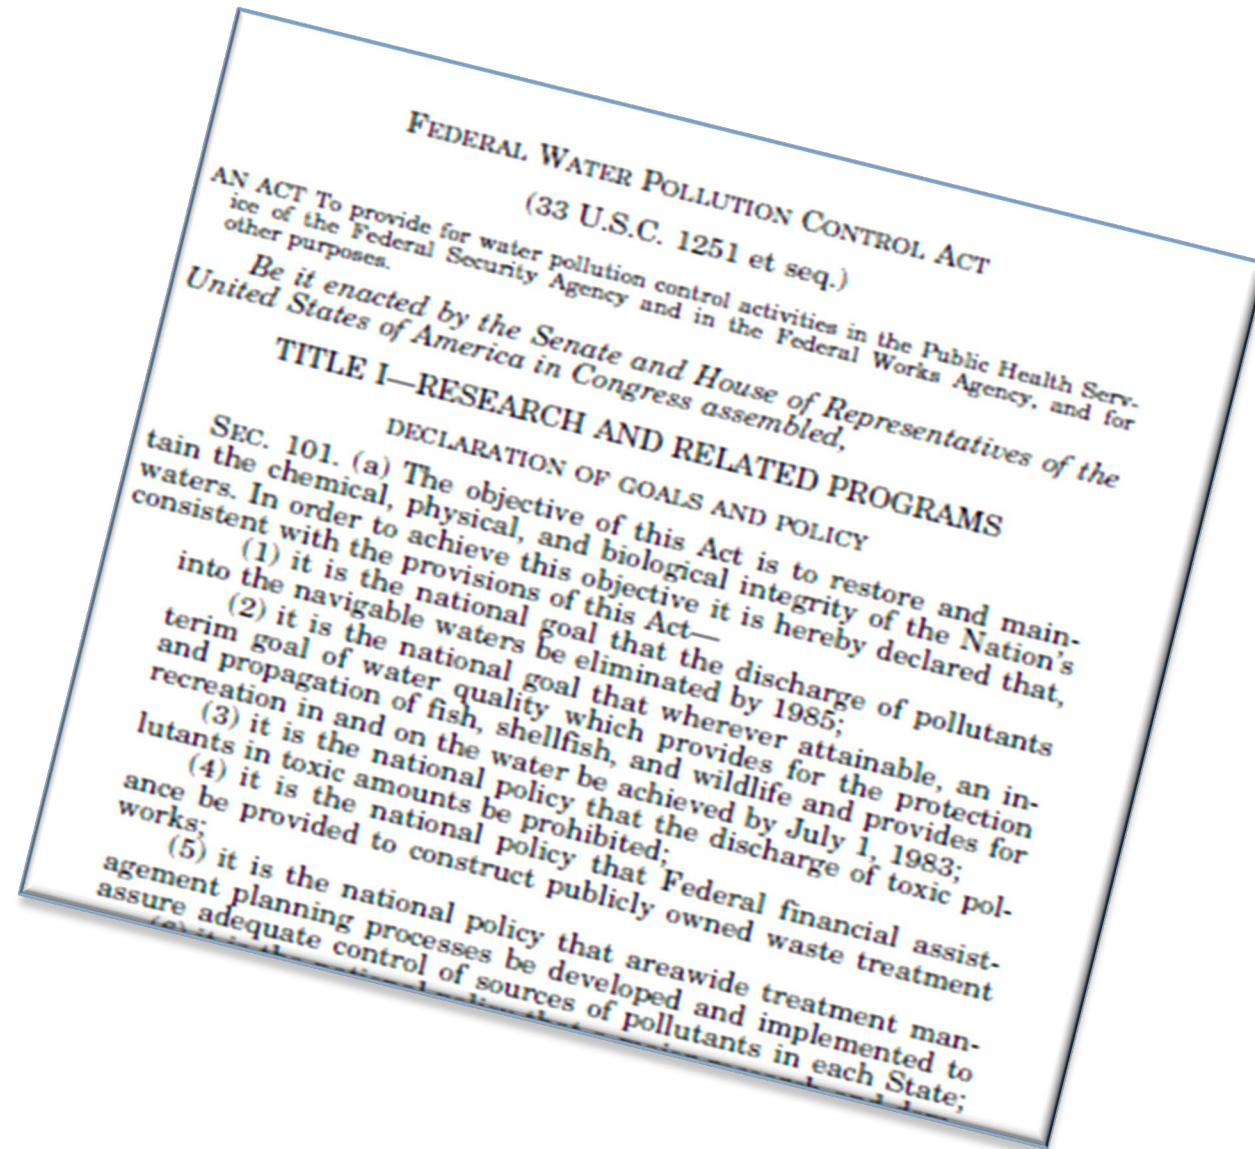 FEDERAL WATER POLLUTION CONTROL ACT
(33 U.S.C. 1251 et seq.)
AN ACT To provide for water pollution control activities in the Public Health Serv-
ice of the Federal Security Agency and in the Federal Works Agency, and for
other purposes.
Be it enacted by the Senate and House of Representatives of the
United States of America in Congress assembled,
TITLE I—RESEARCH AND RELATED PROGRAMS
DECLARATION OF GOALS AND POLICY
SEC. 101. (a) The objective of this Act is to restore and main-
tain the chemical, physical, and biological integrity of the Nation's
waters. In order to achieve this objective it is hereby declared that,
consistent with the provisions of this Act—
(1) it is the national goal that the discharge of pollutants
into the navigable waters be eliminated by 1985;
(2) it is the national goal that wherever attainable, an in-
terim goal of water quality which provides for the protection
and propagation of fish, shellfish, and wildlife and provides for
recreation in and on the water be achieved by July 1, 1983;
(3) it is the national policy that the discharge of toxic pol-
lutants in toxic amounts be prohibited;
(4) it is the national policy that Federal financial assist-
ance be provided to construct publicly owned waste treatment
works;
(5) it is the national policy that areawide treatment man-
agement planning processes be developed and implemented to
assure adequate control of sources of pollutants in each State;
it is the national policy that a